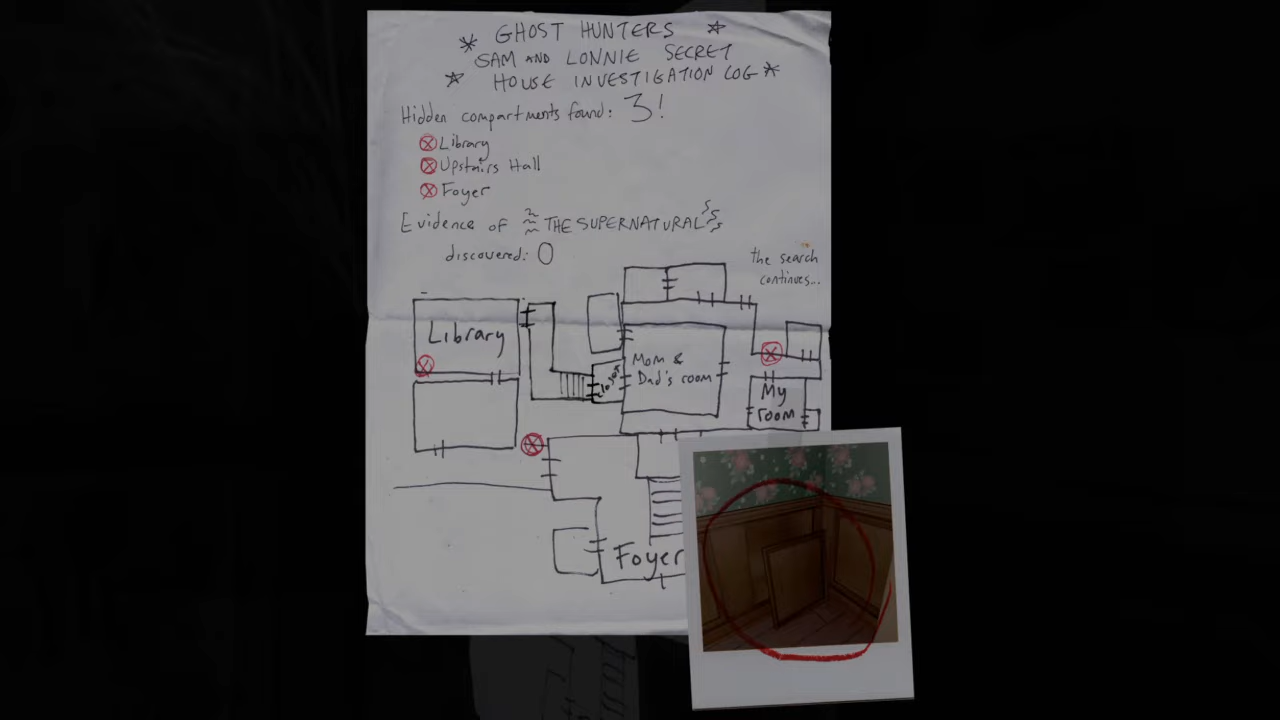 GHOST HUNTERS
SAM AND LONNIE SECRET
HOUSE INVESTIGATION LOG
Hidden compartments found: 3!
Library
Upstairs Hall
Foyer
Evidence of THE SUPERNATURAL
discovered: 0
the search
continues...
Library
Closet
Mom &
Dad's room
My
room
Foyer